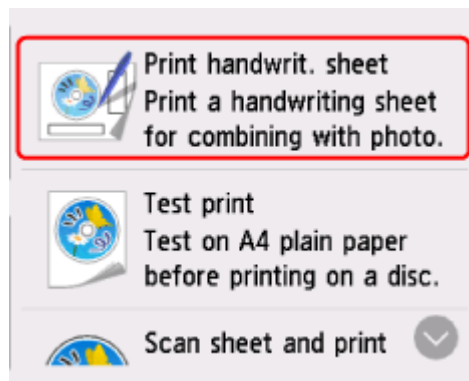 Print handwrit. sheet
Print a handwriting sheet
for combining with photo.
Test print
Test on A4 plain paper
before printing on a disc.
Scan sheet and print